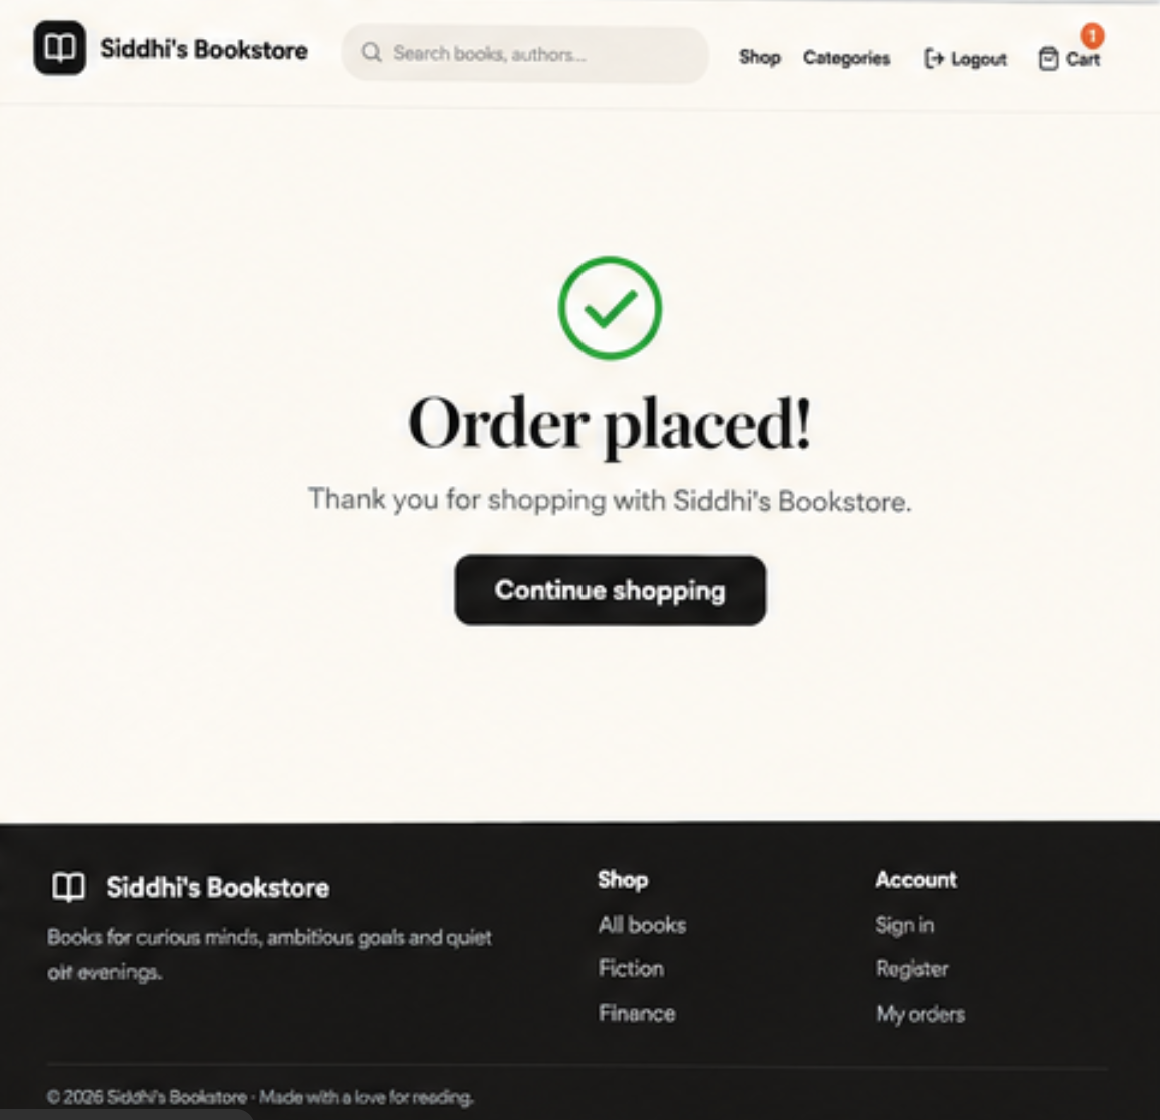 Siddhi's Bookstore
Search books, authors...
Shop
Categories
Logout
Cart
1
Order placed!
Thank you for shopping with Siddhi's Bookstore.
Continue shopping
Siddhi's Bookstore
Books for curious minds, ambitious goals and quiet
evenings.
Shop
All books
Fiction
Finance
Account
Sign in
Register
My orders
© 2026 Siddhi's Bookstore · Made with a love for reading.